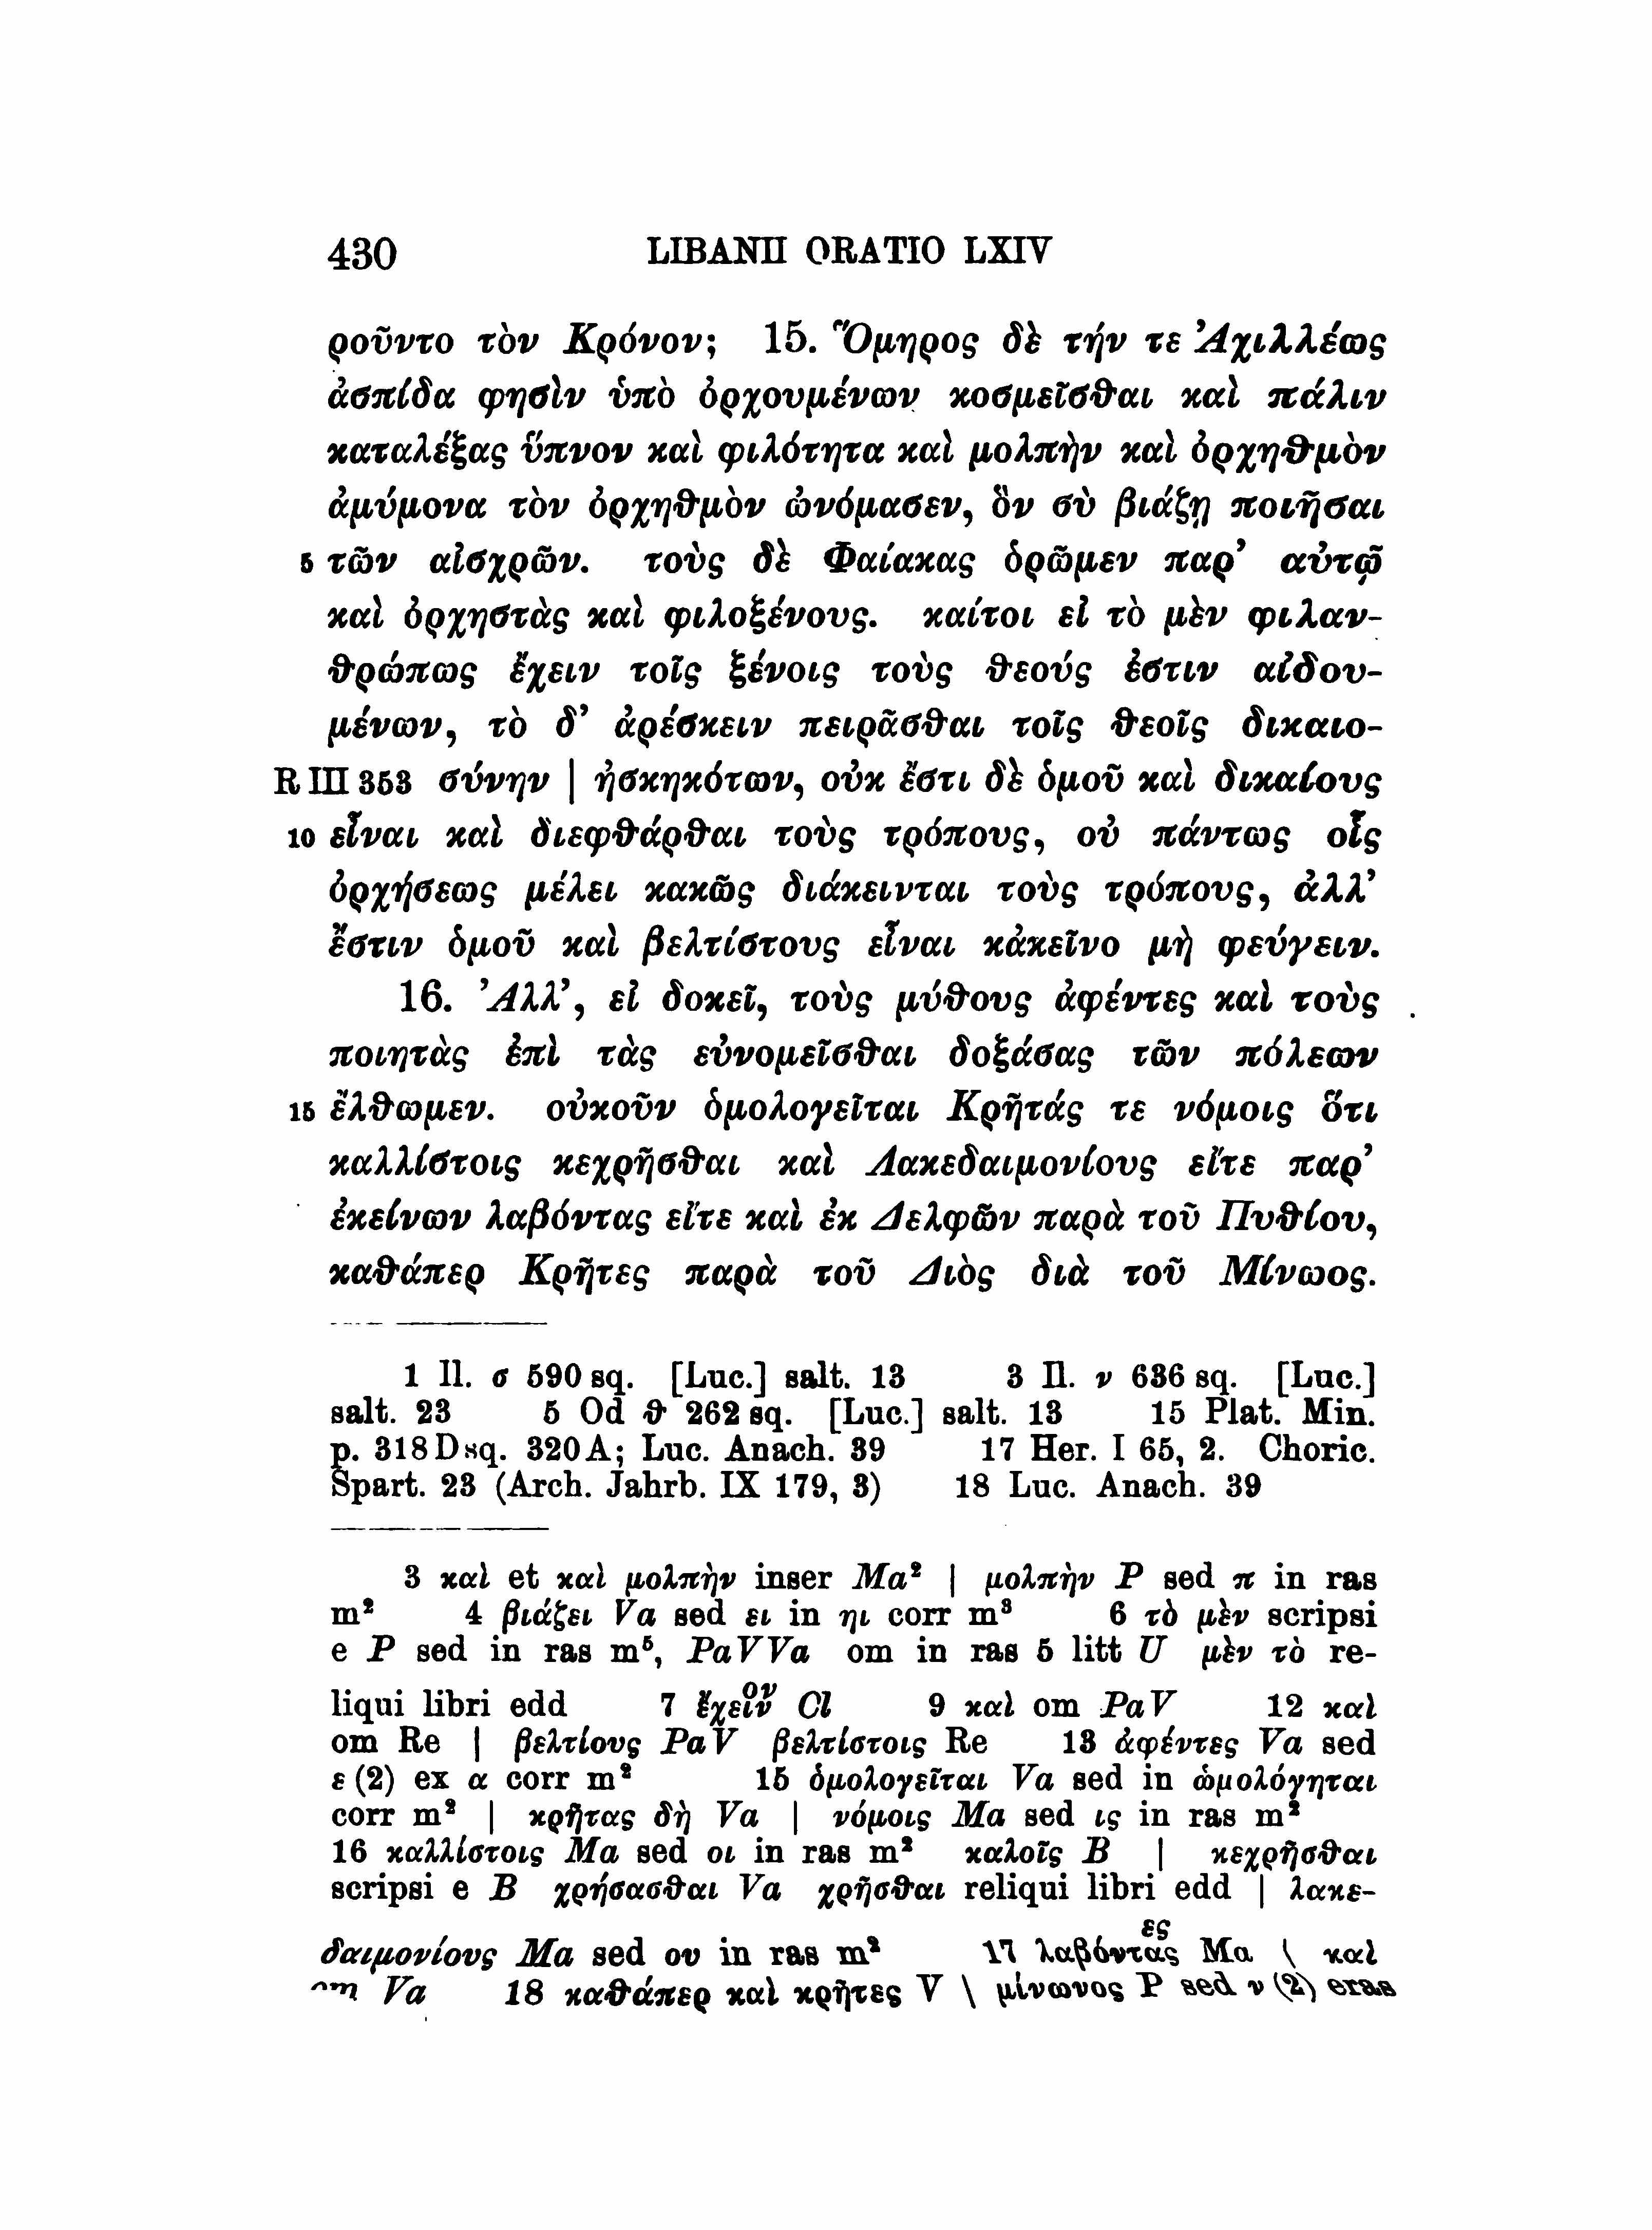 430 LIBANII ORATIO LXIV
ροῦντο τὸν Κρόνον; 15. Ὅμηρος δὲ τήν τε Ἀχιλλέως
ἀσπίδα φησὶν ὑπὸ ὀρχουμένων κοσμεῖσθαι καὶ πάλιν
καταλέξας ὕπνον καὶ φιλότητα καὶ μολπὴν καὶ ὀρχηθμὸν
ἀμύμονα τὸν ὀρχηθμὸν ὠνόμασεν, ὃν σὺ βιάζῃ ποιῆσαι
5 τῶν αἰσχρῶν. τοὺς δὲ Φαίακας ὁρῶμεν παρ’ αὐτῷ
καὶ ὀρχηστὰς καὶ φιλοξένους. καίτοι εἰ τὸ μὲν φιλαν-
θρώπως ἔχειν τοῖς ξένοις τοὺς θεούς ἐστιν αἰδου-
μένων, τὸ δ’ ἀρέσκειν πειρᾶσθαι τοῖς θεοῖς δικαιο-
R III 353 σύνην | ἠσκηκότων, οὐκ ἔστι δὲ ὁμοῦ καὶ δικαίους
10 εἶναι καὶ διεφθάρθαι τοὺς τρόπους, οὐ πάντως οἷς
ὀρχήσεως μέλει κακῶς διάκεινται τοὺς τρόπους, ἀλλ’
ἔστιν ὁμοῦ καὶ βελτίστους εἶναι κἀκεῖνο μὴ φεύγειν.
16. Ἀλλ’, εἰ δοκεῖ, τοὺς μύθους ἀφέντες καὶ τοὺς
ποιητὰς ἐπὶ τὰς εὐνομεῖσθαι δοξάσας τῶν πόλεων
15 ἔλθωμεν. οὐκοῦν ὁμολογεῖται Κρῆτάς τε νόμοις ὅτι
καλλίστοις κεχρῆσθαι καὶ Λακεδαιμονίους εἴτε παρ’
ἐκείνων λαβόντας εἴτε καὶ ἐκ Δελφῶν παρὰ τοῦ Πυθίου,
καθάπερ Κρῆτες παρὰ τοῦ Διὸς διὰ τοῦ Μίνωος.
1 Il. σ 590 sq. [Luc.] salt. 13 3 Il. ν 636 sq. [Luc.]
salt. 23 5 Od θ 262 sq. [Luc.] salt. 13 15 Plat. Min.
p. 318 D sq. 320 A; Luc. Anach. 39 17 Her. I 65, 2. Choric.
Spart. 23 (Arch. Jahrb. IX 179, 3) 18 Luc. Anach. 39
3 καὶ et καὶ μολπὴν inser Ma² | μολπὴν P sed π in ras
m² 4 βιάζει Va sed ει in ηι corr m³ 6 τὸ μὲν scripsi
e P sed in ras m⁵, PaVVa om in ras 5 litt U μὲν τὸ re-
liqui libri edd 7 ἔχειν ον Cl 9 καὶ om PaV 12 καὶ
om Re | βελτίους PaV βελτίστοις Re 13 ἀφέντες Va sed
ε (2) ex α corr m² 15 ὁμολογεῖται Va sed in ὡμολόγηται
corr m² | κρῆτας δὴ Va | νόμοις Ma sed ις in ras m²
16 καλλίστοις Ma sed οι in ras m² καλοῖς B | κεχρῆσθαι
scripsi e B χρήσασθαι Va χρῆσθαι reliqui libri edd | λακε-
δαιμονίους Ma sed ου in ras m² 17 λαβόντας ες Ma | καὶ
om Va 18 καθάπερ καὶ κρῆτες V | μίνωνος P sed ν (2) eras